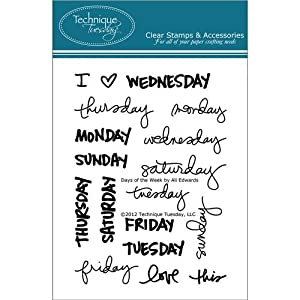 Technique
Tuesday
Clear Stamps & Accessories
For all of your paper crafting needs
I ♡ WEDNESDAY
thursday monday
MONDAY wednesday
SUNDAY saturday
Days of the Week by Ali Edwards
THURSDAY
SATURDAY
tuesday
©2012 Technique Tuesday, LLC
FRIDAY
sunday
TUESDAY
friday love this